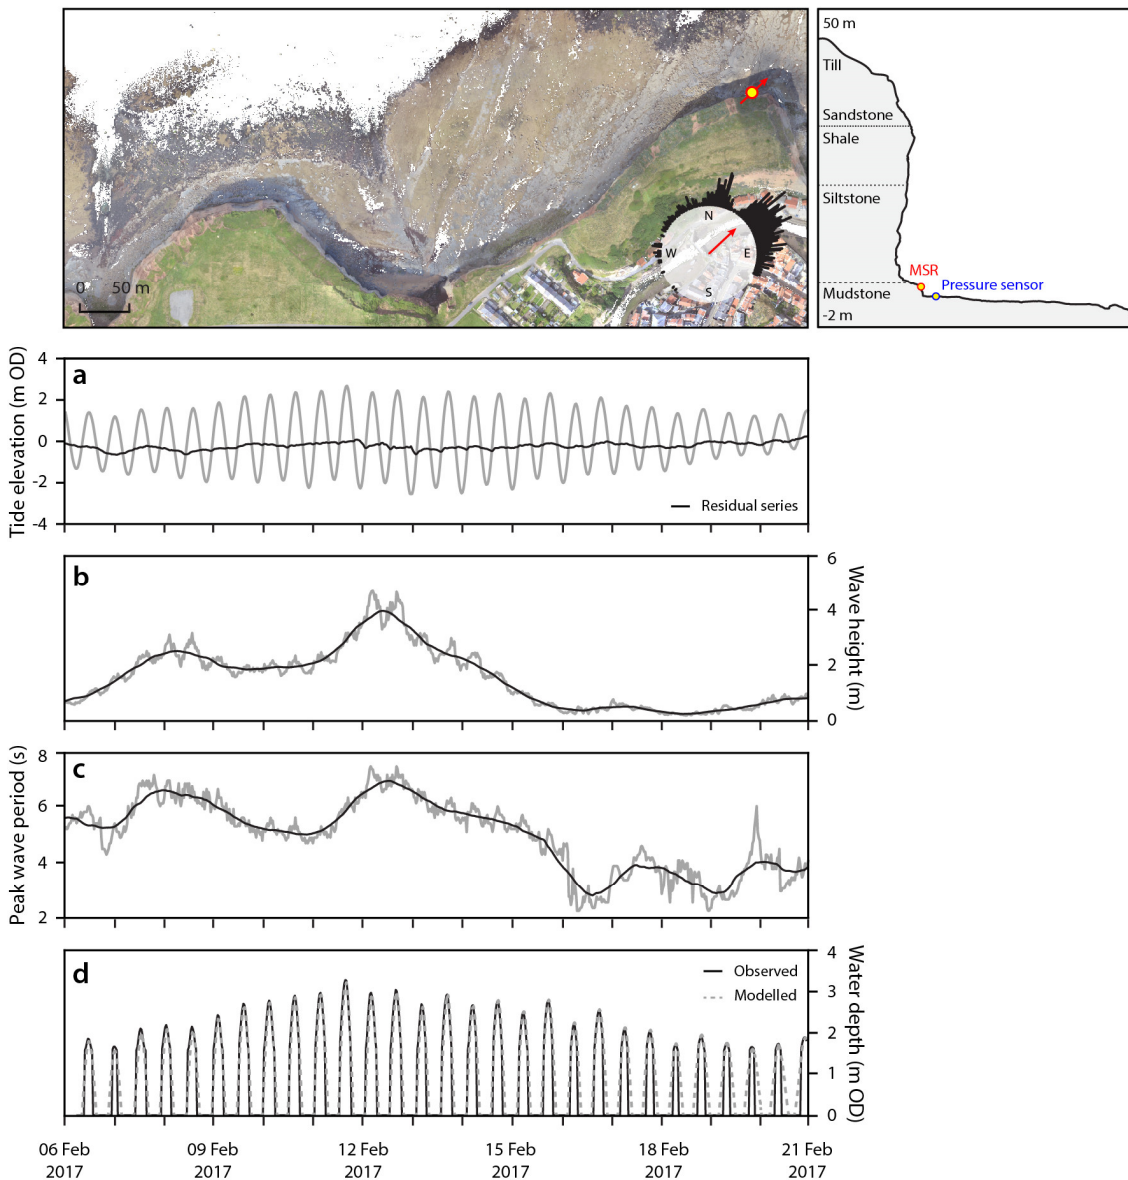 N
W
E
S
0 50 m
50 m
Till
Sandstone
Shale
Siltstone
MSR
Pressure sensor
Mudstone
-2 m
a
Tide elevation (m OD)
4
2
0
-2
-4
Residual series
b
Wave height (m)
6
4
2
0
c
Peak wave period (s)
8
6
4
2
d
Observed
Modelled
Water depth (m OD)
4
3
2
1
0
06 Feb 09 Feb 12 Feb 15 Feb 18 Feb 21 Feb
2017 2017 2017 2017 2017 2017